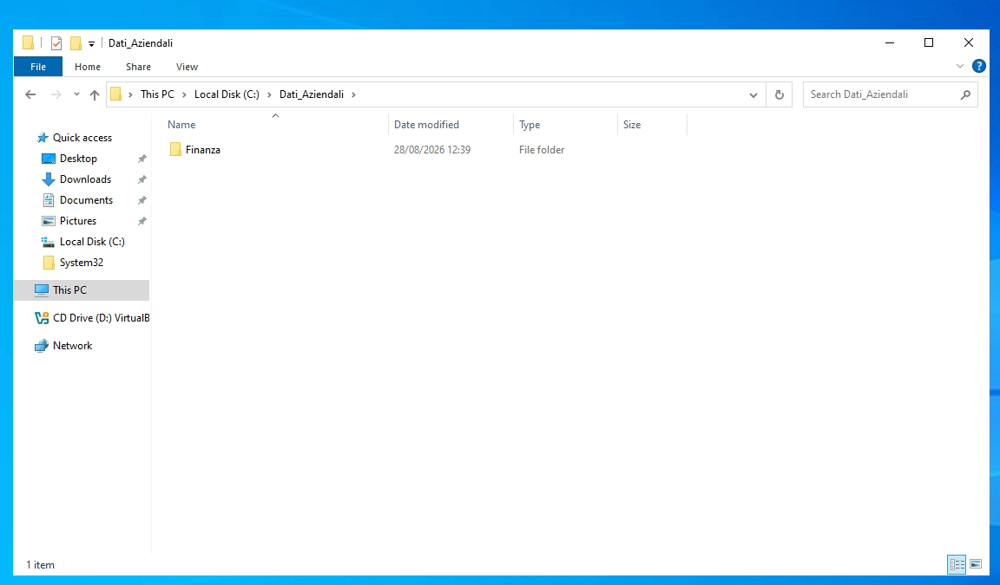 Dati_Aziendali
File Home Share View
This PC Local Disk (C:) Dati_Aziendali
Search Dati_Aziendali
Name Date modified Type Size
Finanza 28/08/2026 12:39 File folder
Quick access
Desktop
Downloads
Documents
Pictures
Local Disk (C:)
System32
This PC
CD Drive (D:) VirtualB
Network
1 item